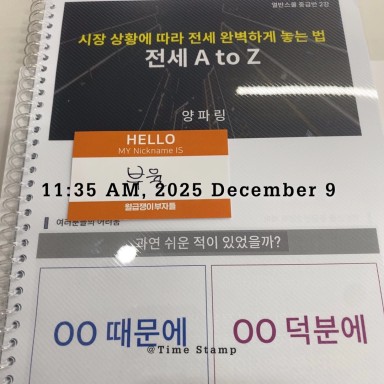 열반스쿨 중급반 2강
시장 상황에 따라 전세 완벽하게 놓는 법
전세 A to Z
양파링
HELLO
MY Nickname IS
월급쟁이부자들
11:35 AM, 2025 December 9
여러분들의 어려움
과연 쉬운 적이 있었을까?
OO 때문에
OO 덕분에
@Time Stamp